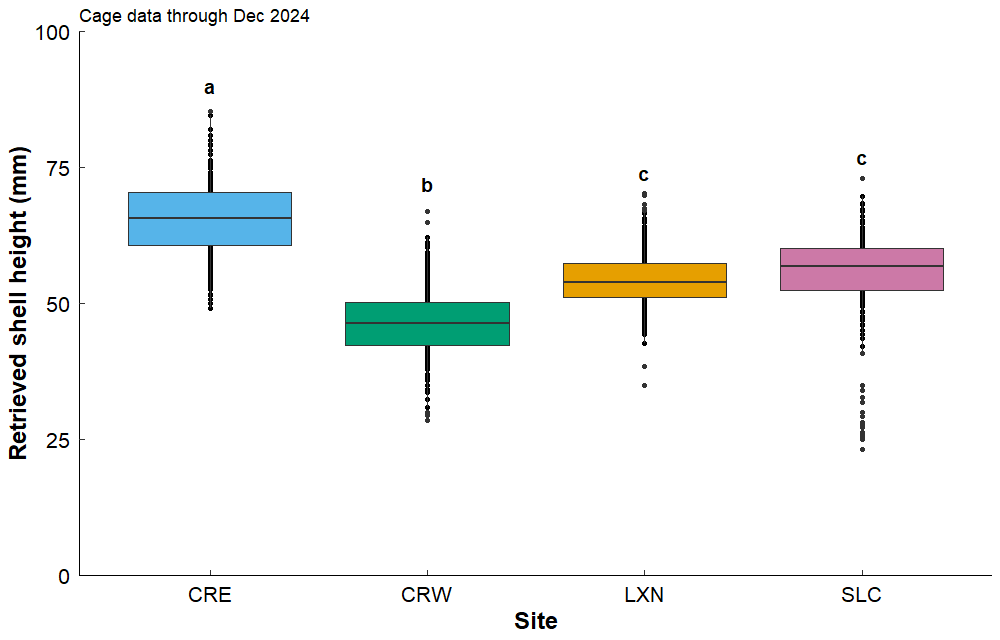 Cage data through Dec 2024
Retrieved shell height (mm)
100
75
50
25
0
a
b
c
c
CRE
CRW
LXN
SLC
Site